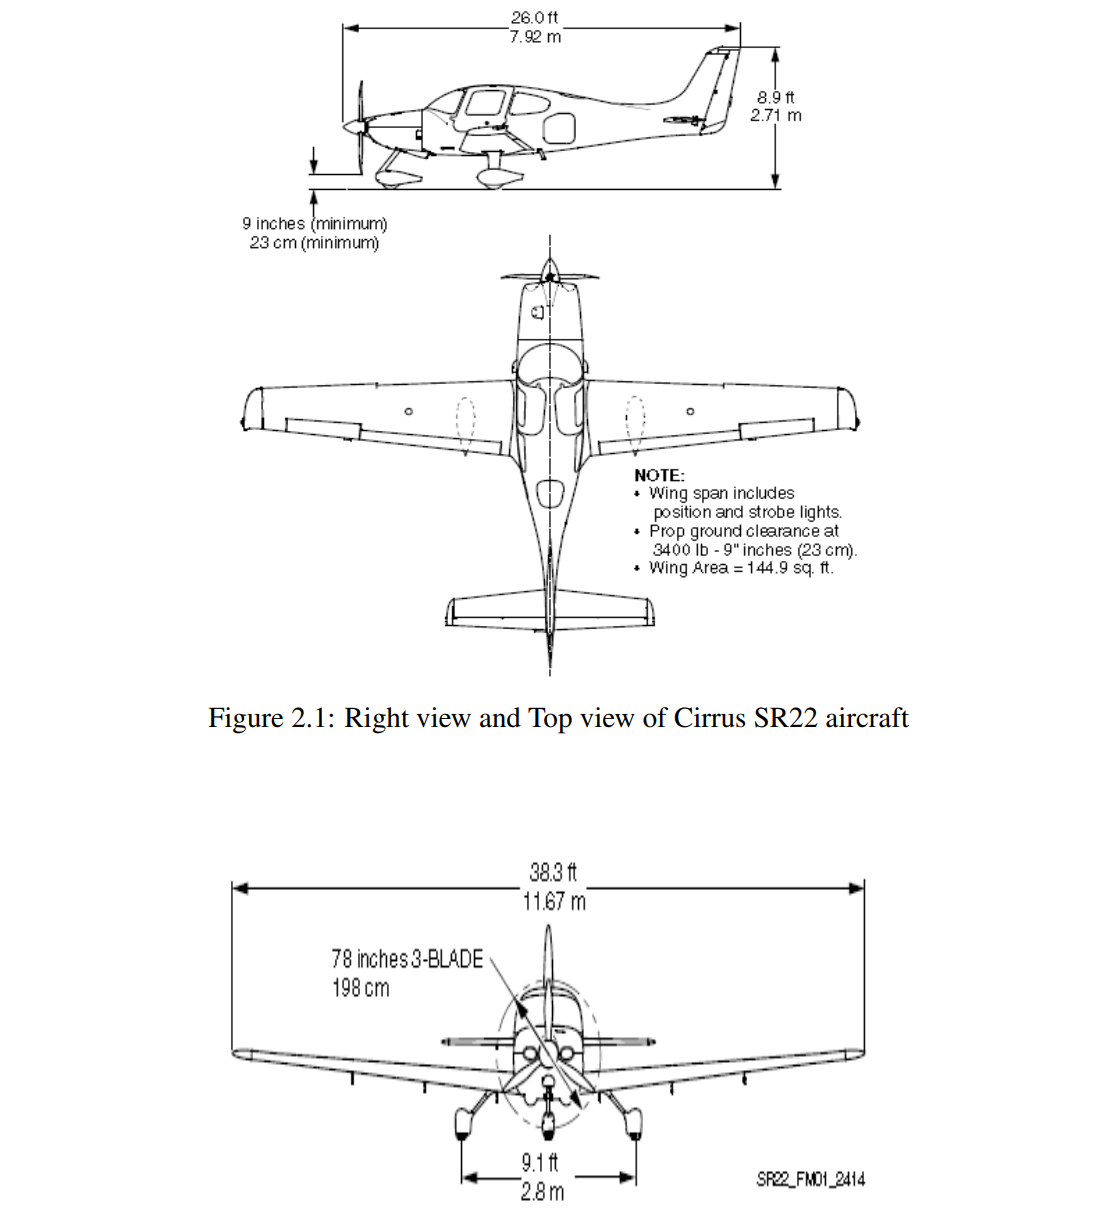 26.0 ft
7.92 m
8.9 ft
2.71 m
9 inches (minimum)
23 cm (minimum)
NOTE:
• Wing span includes
position and strobe lights.
• Prop ground clearance at
3400 lb - 9" inches (23 cm).
• Wing Area = 144.9 sq. ft.
Figure 2.1: Right view and Top view of Cirrus SR22 aircraft
38.3 ft
11.67 m
78 inches 3-BLADE
198 cm
9.1 ft
2.8 m
SR22_FM01_2414